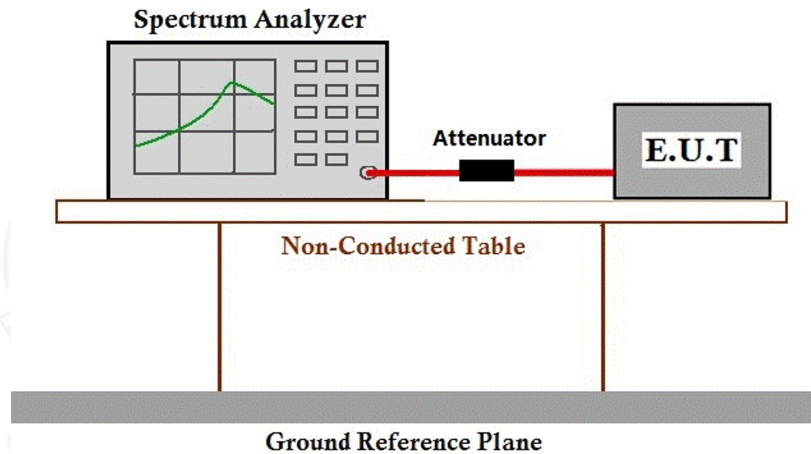 Spectrum Analyzer
Attenuator
E.U.T
Non-Conducted Table
Ground Reference Plane